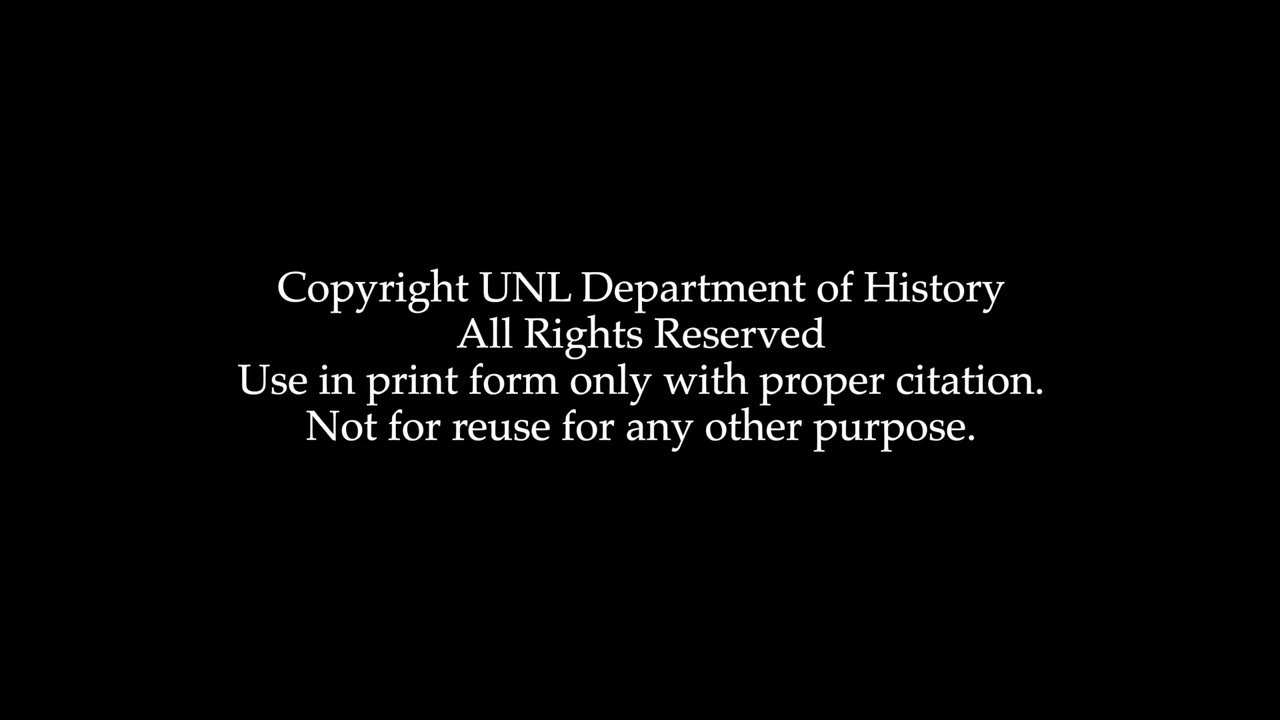 Copyright UNL Department of History
All Rights Reserved
Use in print form only with proper citation.
Not for reuse for any other purpose.